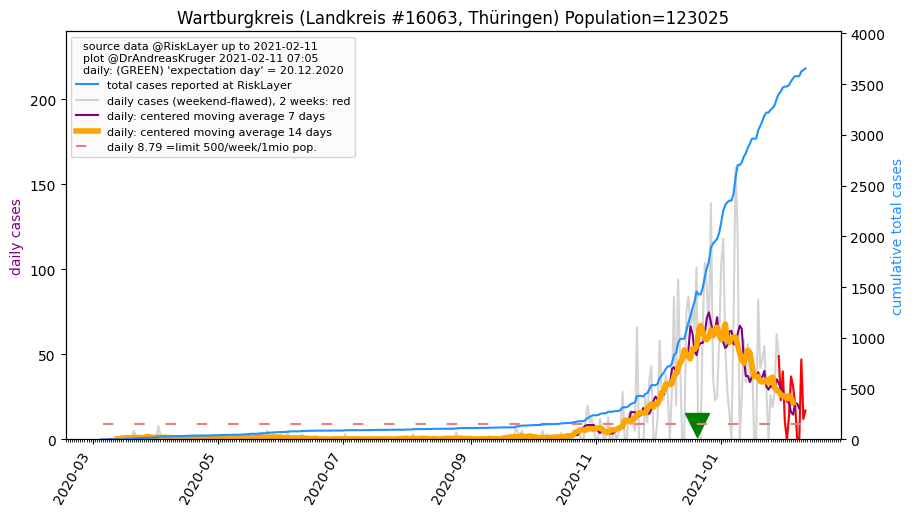 Wartburgkreis (Landkreis #16063, Thüringen) Population=123025
source data @RiskLayer up to 2021-02-11
plot @DrAndreasKruger 2021-02-11 07:05
daily: (GREEN) 'expectation day' = 20.12.2020
total cases reported at RiskLayer
daily cases (weekend-flawed), 2 weeks: red
daily: centered moving average 7 days
daily: centered moving average 14 days
daily 8.79 =limit 500/week/1mio pop.
daily cases
200
150
100
50
0
4000
3500
3000
2500
2000
1500
1000
500
0
cumulative total cases
2020-03
2020-05
2020-07
2020-09
2020-11
2021-01